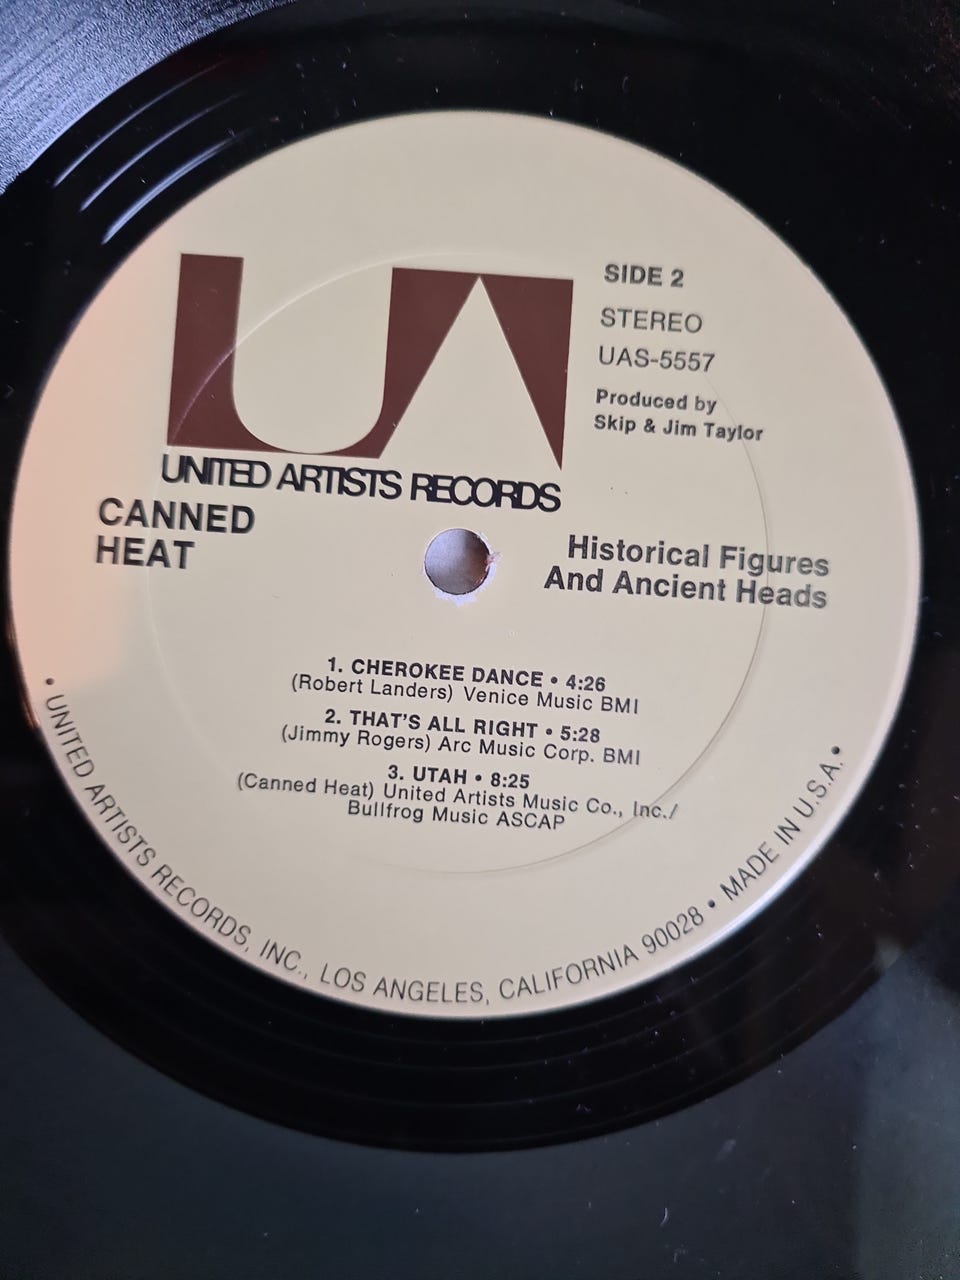 UA
SIDE 2
STEREO
UAS-5557
Produced by
Skip & Jim Taylor
UNITED ARTISTS RECORDS
CANNED
HEAT
Historical Figures
And Ancient Heads
1. CHEROKEE DANCE • 4:26
(Robert Landers) Venice Music BMI
2. THAT'S ALL RIGHT • 5:28
(Jimmy Rogers) Arc Music Corp. BMI
3. UTAH • 8:25
(Canned Heat) United Artists Music Co., Inc./
Bullfrog Music ASCAP
• UNITED ARTISTS RECORDS, INC., LOS ANGELES, CALIFORNIA 90028 • MADE IN U.S.A. •